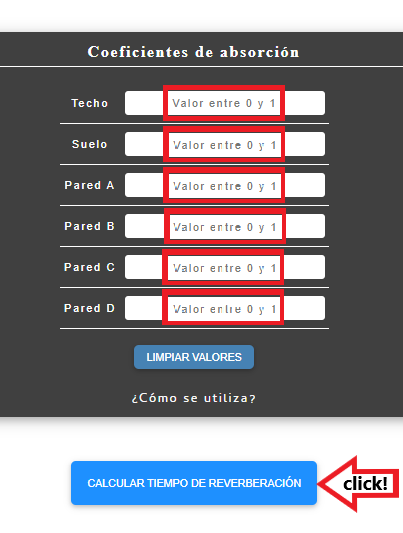 Coeficientes de absorción
Techo Valor entre 0 y 1
Suelo Valor entre 0 y 1
Pared A Valor entre 0 y 1
Pared B Valor entre 0 y 1
Pared C Valor entre 0 y 1
Pared D Valor entre 0 y 1
LIMPIAR VALORES
¿Cómo se utiliza?
CALCULAR TIEMPO DE REVERBERACIÓN click!